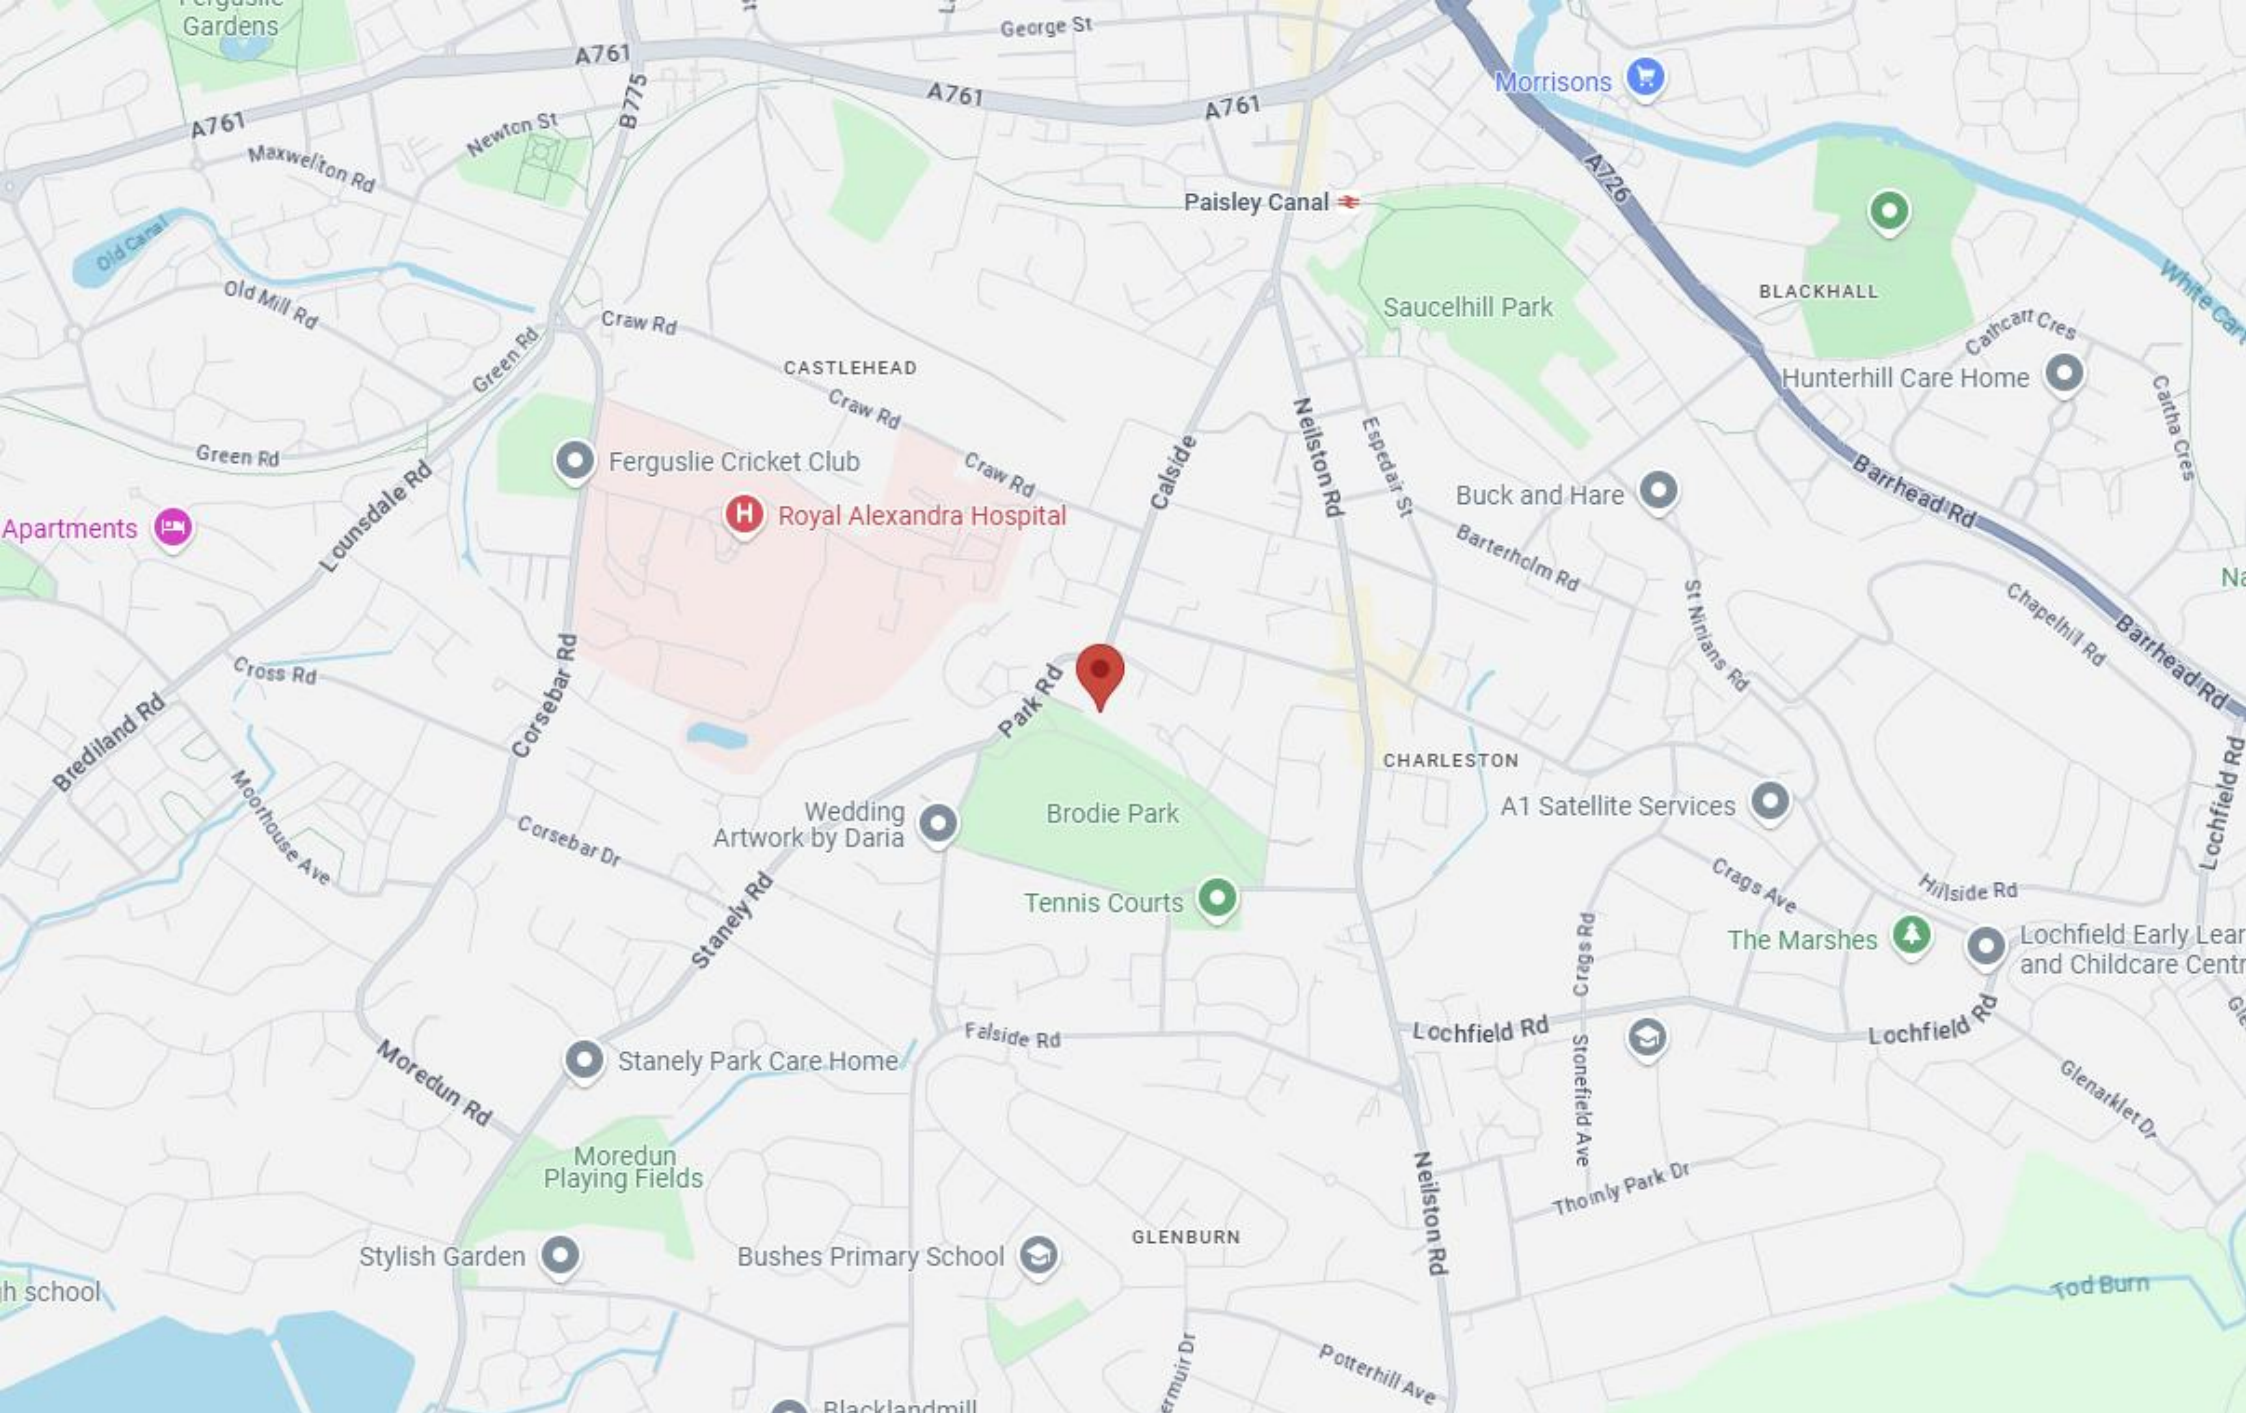 Ferguslie
Gardens
George St
A761
B775
Morrisons
A761
A761
A761
Newton St
Maxwellton Rd
A726
Paisley Canal
Old Canal
White Cart
BLACKHALL
Old Mill Rd
Saucelhill Park
Craw Rd
Cathcart Cres
Green Rd
CASTLEHEAD
Hunterhill Care Home
Craw Rd
Cartha Cres
Neilston Rd
Espedair St
Green Rd
Ferguslie Cricket Club
Craw Rd
Calside
Barrhead Rd
Buck and Hare
Lounsdale Rd
Royal Alexandra Hospital
Apartments
Barterholm Rd
Chapelhill Rd
St Ninians Rd
Barrhead Rd
Cross Rd
Corsebar Rd
Park Rd
Brediland Rd
CHARLESTON
Lochfield Rd
Moorhouse Ave
Wedding
Artwork by Daria
Brodie Park
A1 Satellite Services
Corsebar Dr
Crags Ave
Hillside Rd
Tennis Courts
Stanely Rd
Crags Rd
The Marshes
Lochfield Early Lear
and Childcare Centr
Falside Rd
Lochfield Rd
Lochfield Rd
Stanely Park Care Home
Moredun Rd
Stonefield Ave
Glenarklet Dr
Moredun
Playing Fields
Thornly Park Dr
Neilston Rd
GLENBURN
Stylish Garden
Bushes Primary School
gh school
Tod Burn
ermuir Dr
Potterhill Ave
Blacklandmill